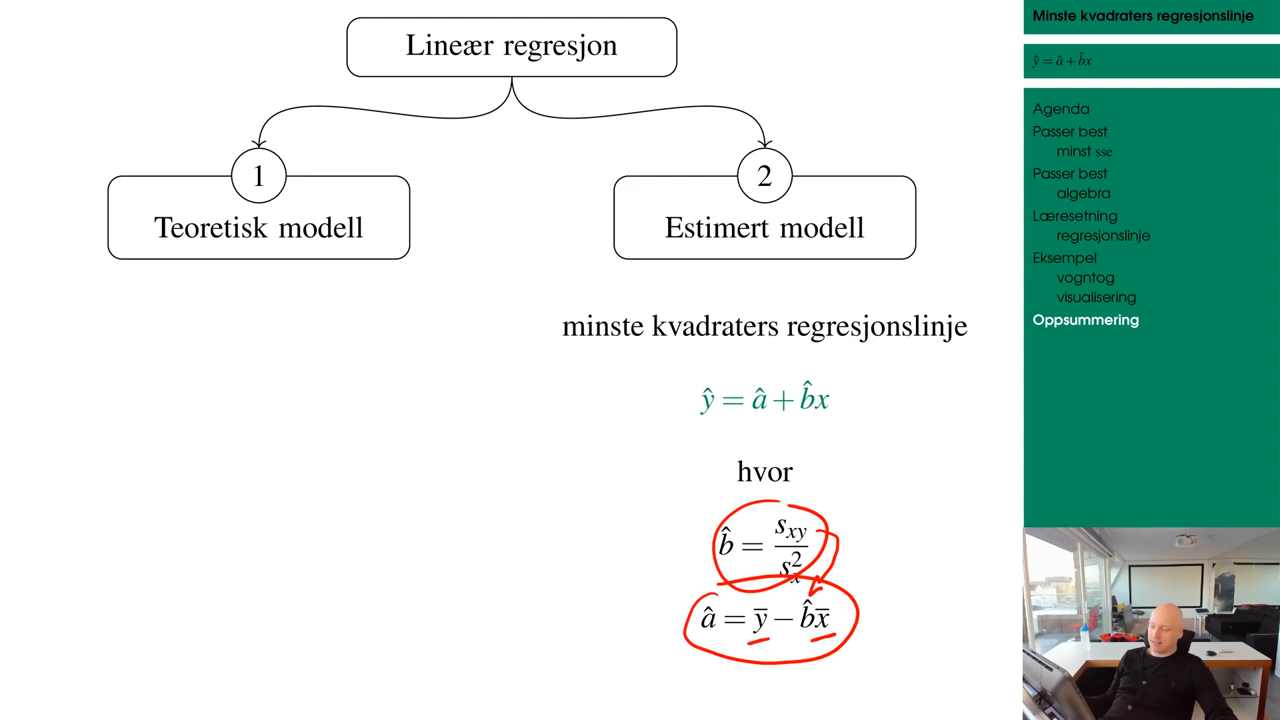 Lineær regresjon
1
2
Teoretisk modell
Estimert modell
minste kvadraters regresjonslinje
ŷ = â + b̂x
hvor
b̂ = s_xy / s_x^2
â = ȳ − b̂x̄
Minste kvadraters regresjonslinje
ŷ = â + b̂x
Agenda
Passer best
minst sse
Passer best
algebra
Læresetning
regresjonslinje
Eksempel
vogntog
visualisering
Oppsummering